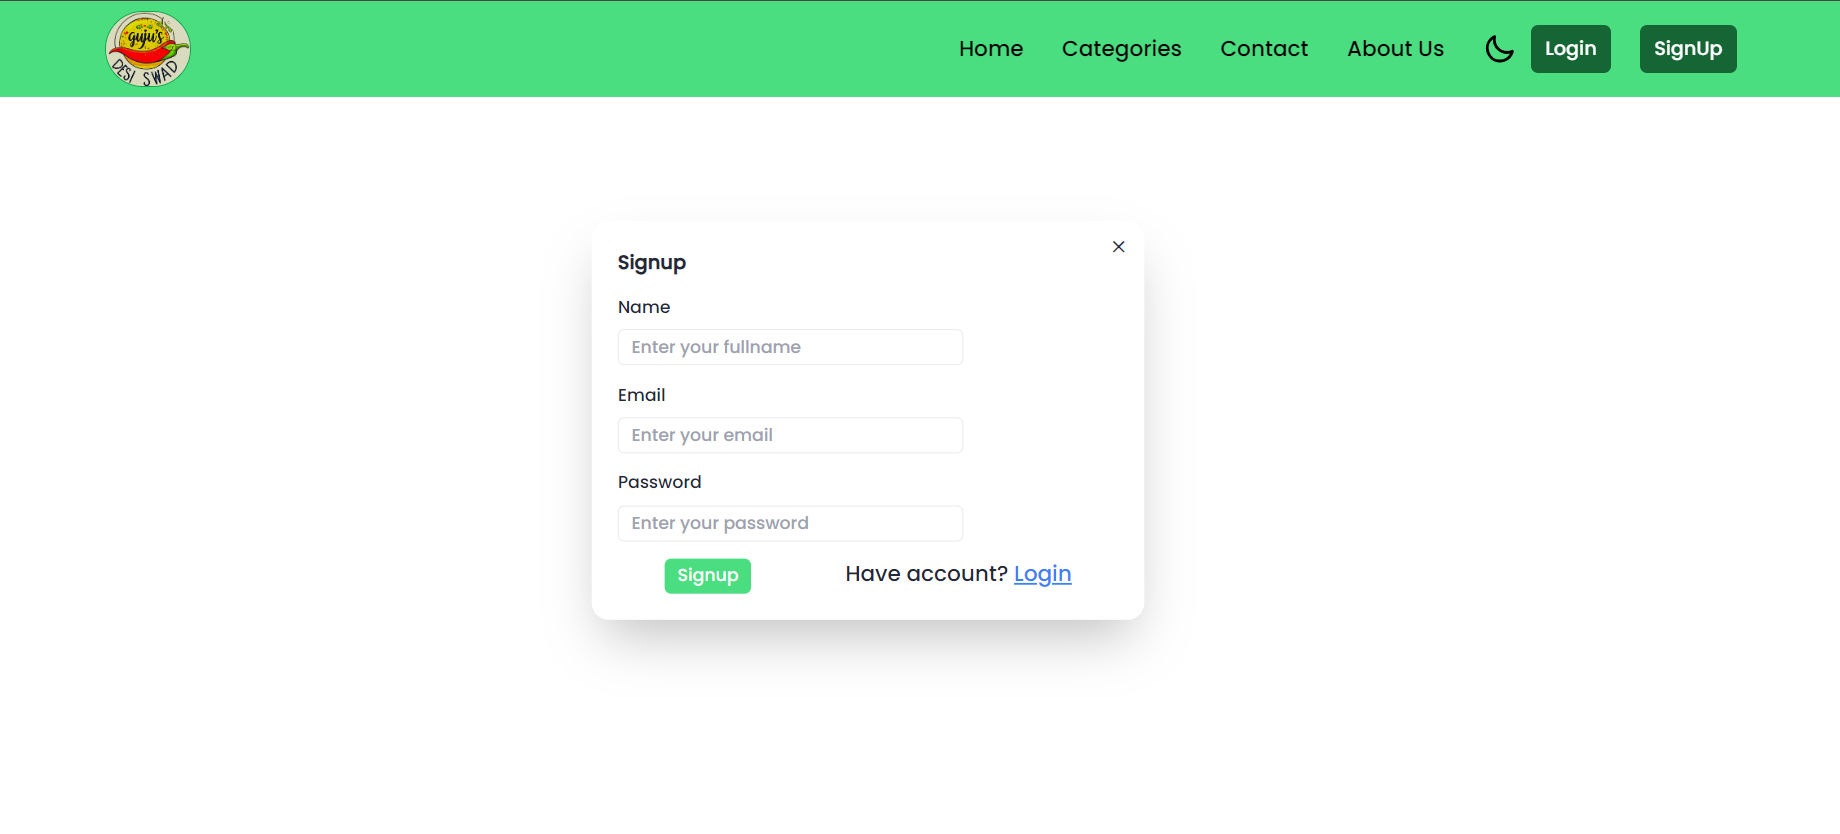 guju's
DESI SWAD
Home Categories Contact About Us Login SignUp
Signup
Name
Enter your fullname
Email
Enter your email
Password
Enter your password
Signup Have account? Login